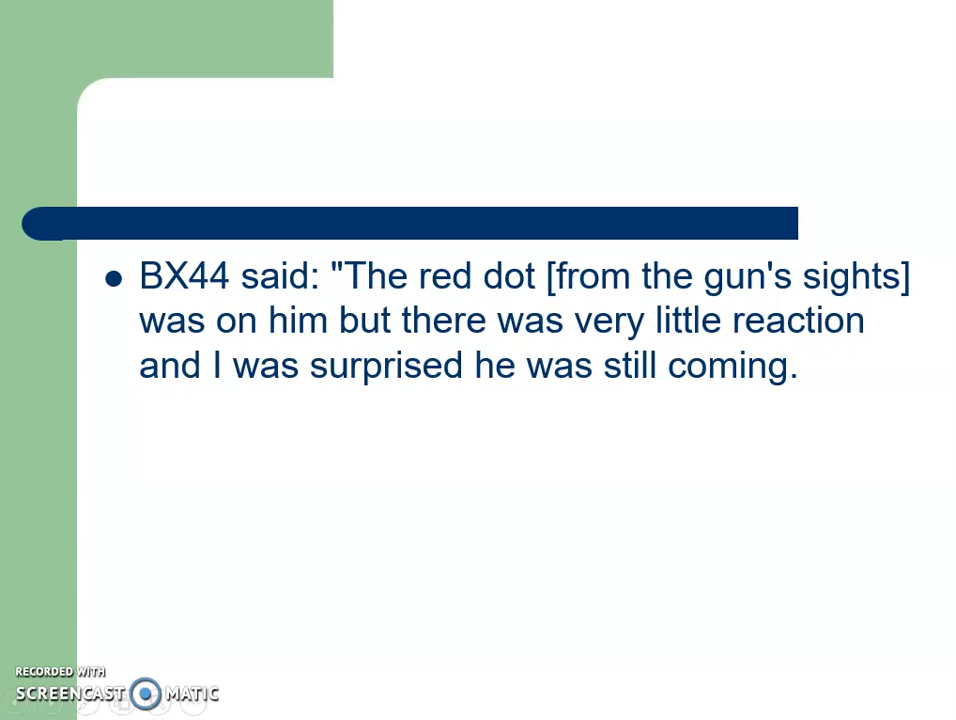 BX44 said: "The red dot [from the gun's sights]
was on him but there was very little reaction
and I was surprised he was still coming.
RECORDED WITH
SCREENCAST MATIC